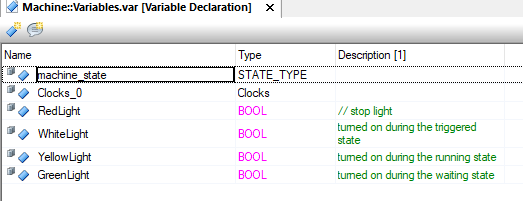 Machine::Variables.var [Variable Declaration]
Name Type Description [1]
machine_state STATE_TYPE
Clocks_0 Clocks
RedLight BOOL // stop light
WhiteLight BOOL turned on during the triggered
state
YellowLight BOOL turned on during the running state
GreenLight BOOL turned on during the waiting state